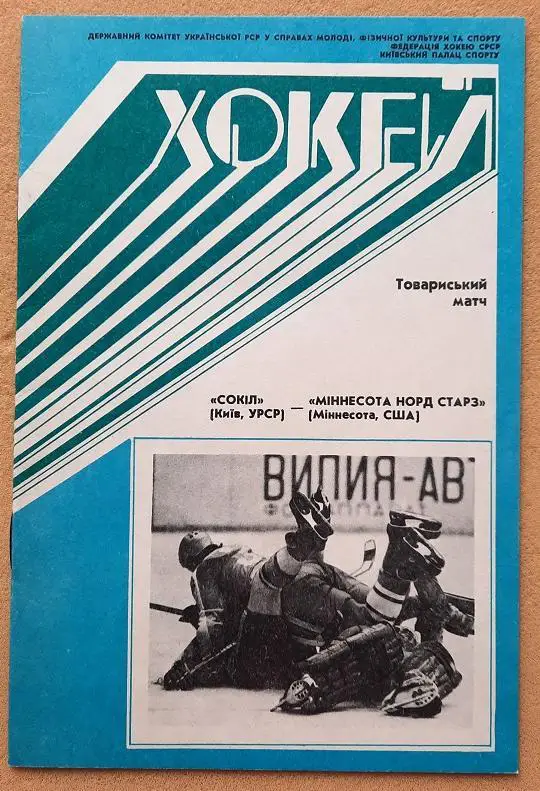 ДЕРЖАВНИЙ КОМІТЕТ УКРАЇНСЬКОЇ РСР У СПРАВАХ МОЛОДІ, ФІЗИЧНОЇ КУЛЬТУРИ ТА СПОРТУ
ФЕДЕРАЦІЯ ХОКЕЮ СРСР
КИЇВСЬКИЙ ПАЛАЦ СПОРТУ
ХОКЕЙ
Товариський
матч
«СОКІЛ» — «МІННЕСОТА НОРД СТАРЗ»
(Київ, УРСР) (Міннесота, США)
ВИЛИЯ-АВТ